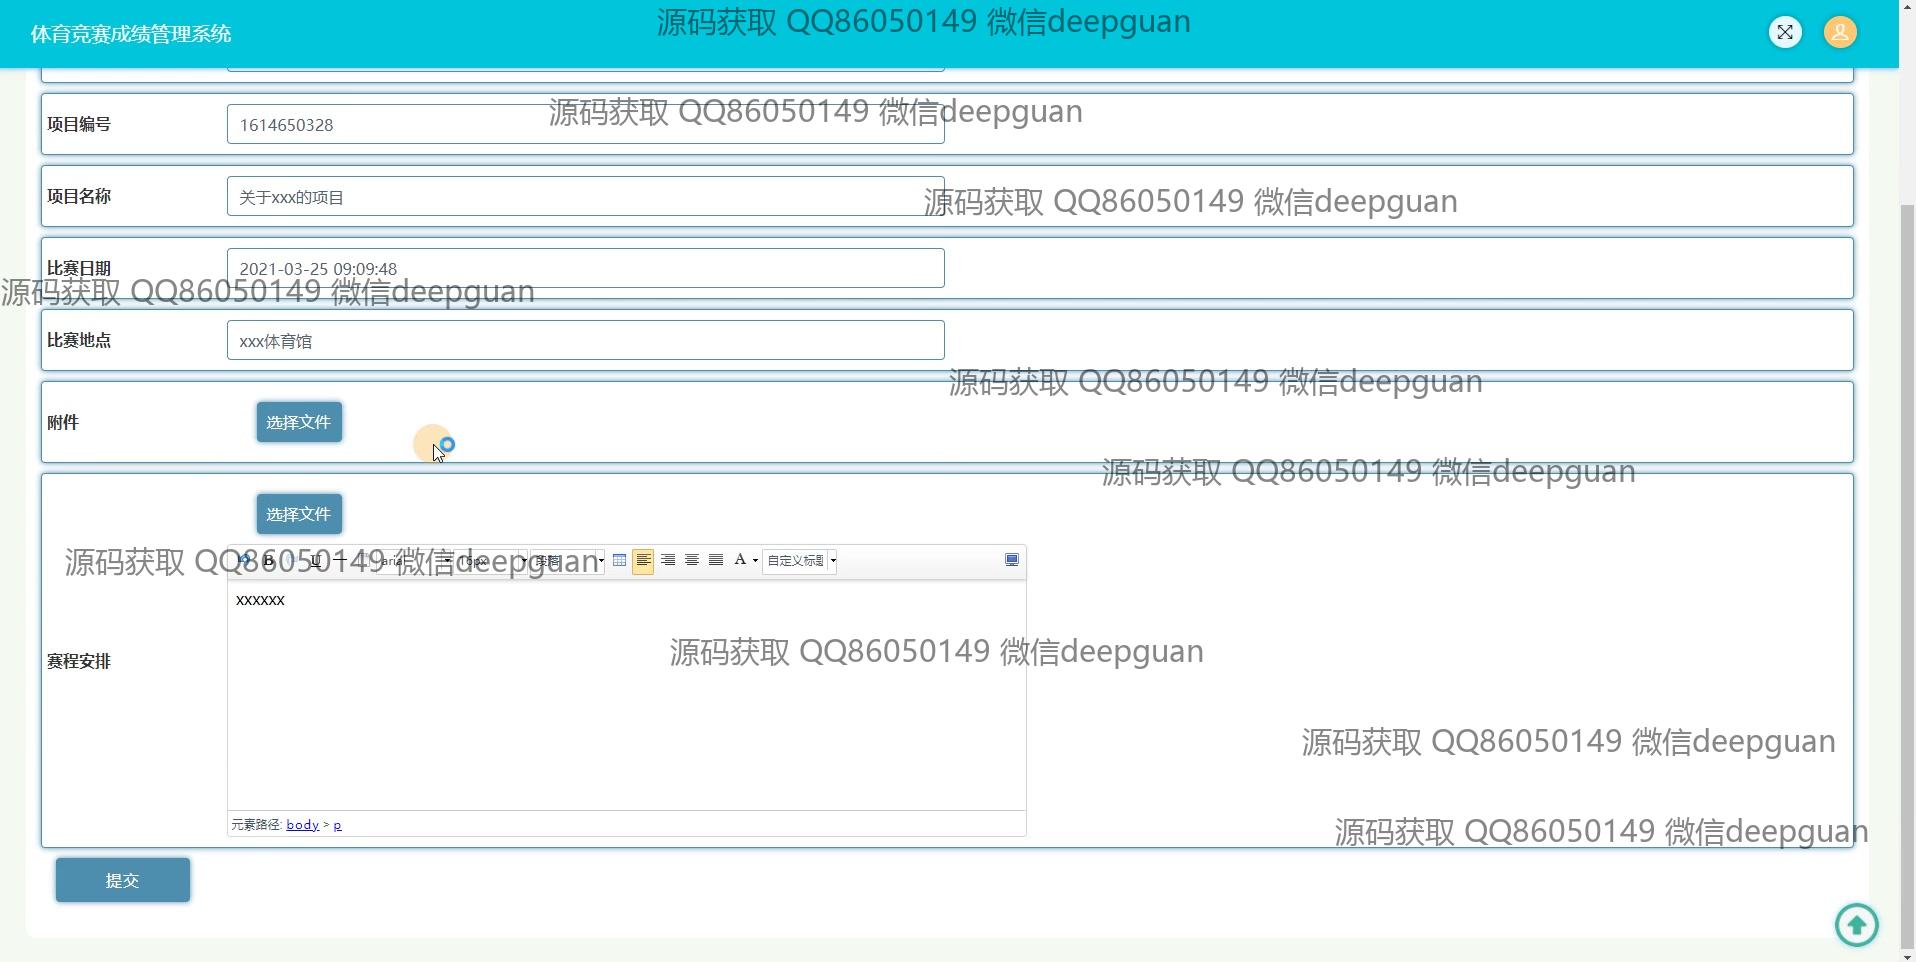 源码获取 QQ86050149 微信deepguan
体育竞赛成绩管理系统
源码获取 QQ86050149 微信deepguan
项目编号
1614650328
源码获取 QQ86050149 微信deepguan
项目名称
关于xxx的项目
比赛日期
2021-03-25 09:09:48
源码获取 QQ86050149 微信deepguan
比赛地点
xxx体育馆
源码获取 QQ86050149 微信deepguan
附件
选择文件
源码获取 QQ86050149 微信deepguan
选择文件
源码获取 QQ86050149 微信deepguan
B U arial 16px 段落 A 自定义标题
xxxxxx
源码获取 QQ86050149 微信deepguan
赛程安排
源码获取 QQ86050149 微信deepguan
元素路径: body > p
源码获取 QQ86050149 微信deepguan
提交